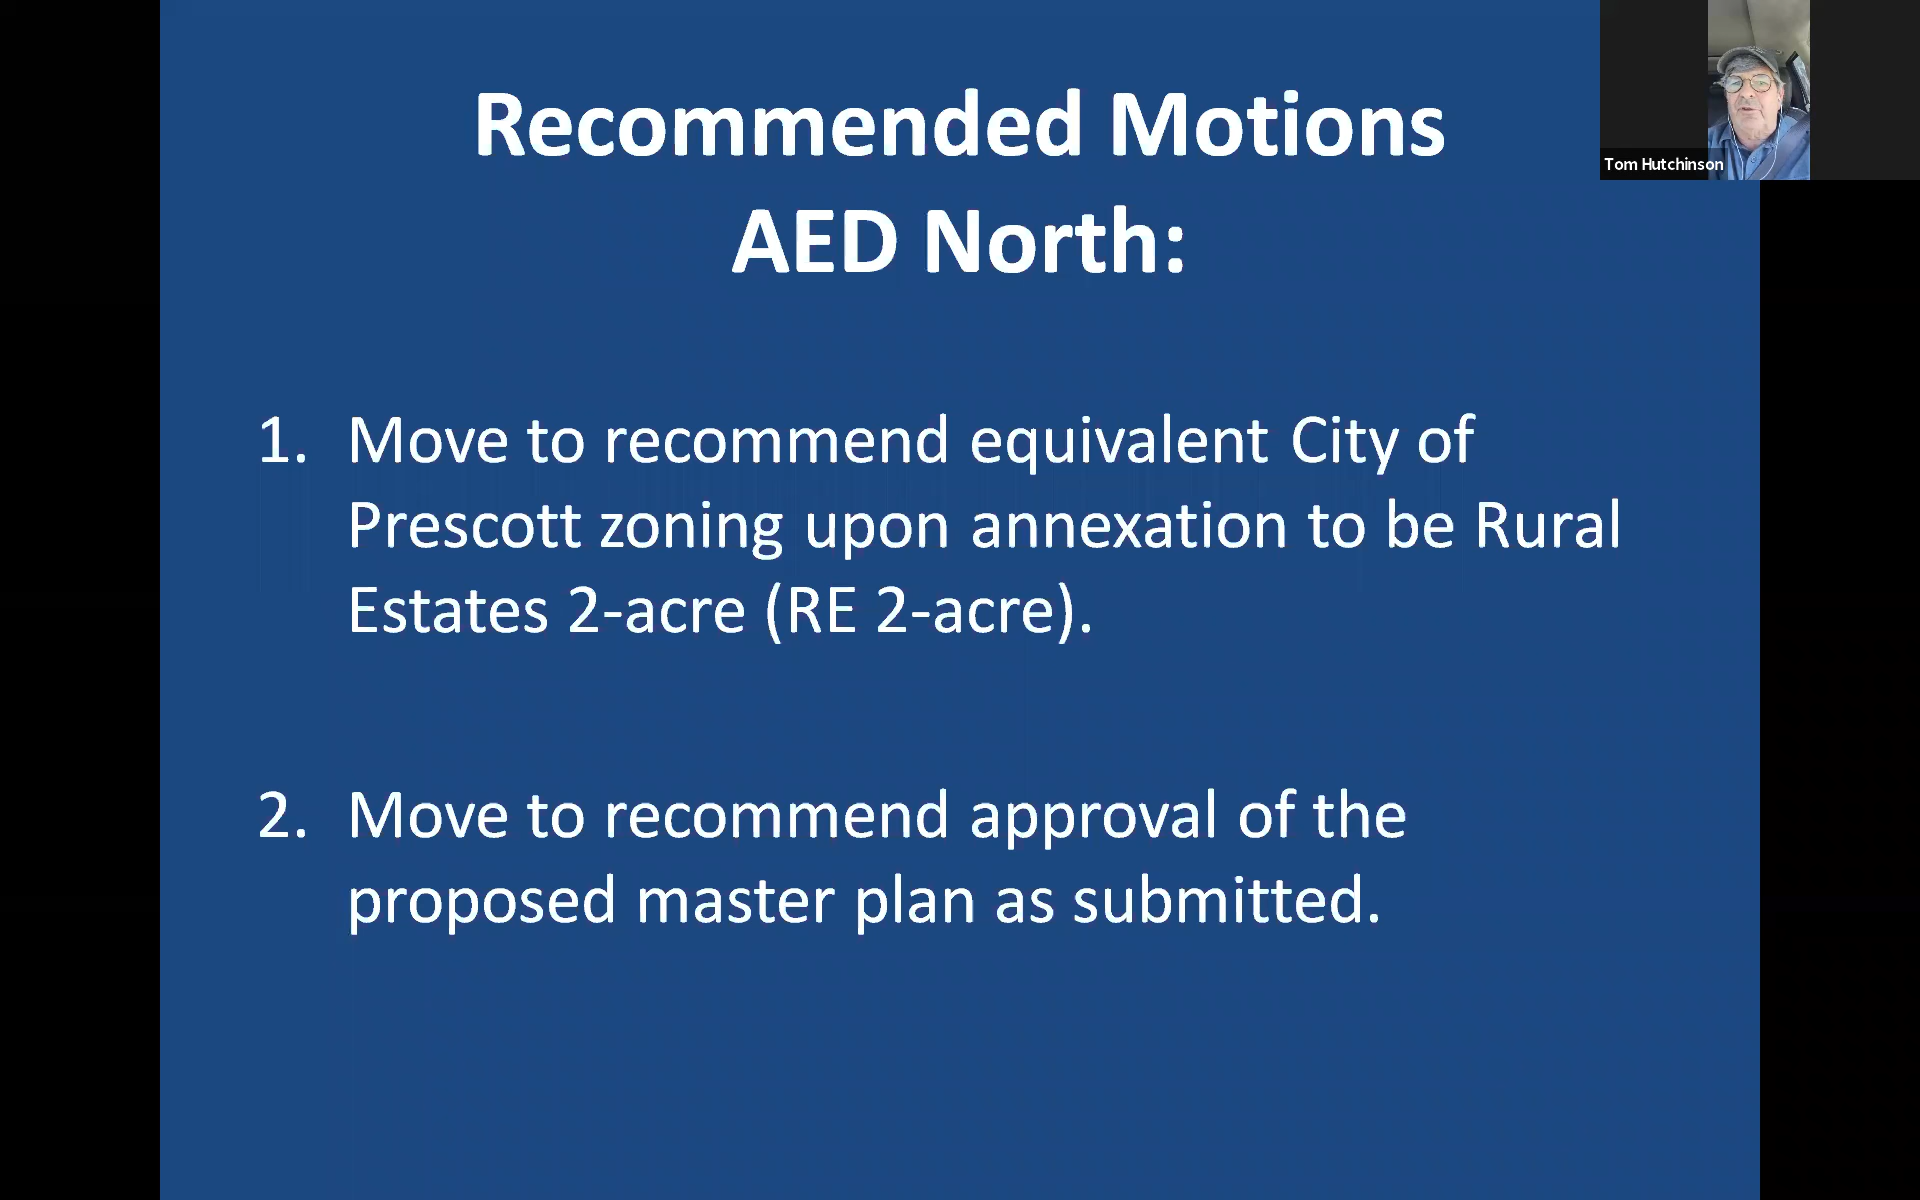 Recommended Motions
AED North:
Tom Hutchinson
1. Move to recommend equivalent City of
Prescott zoning upon annexation to be Rural
Estates 2-acre (RE 2-acre).
2. Move to recommend approval of the
proposed master plan as submitted.